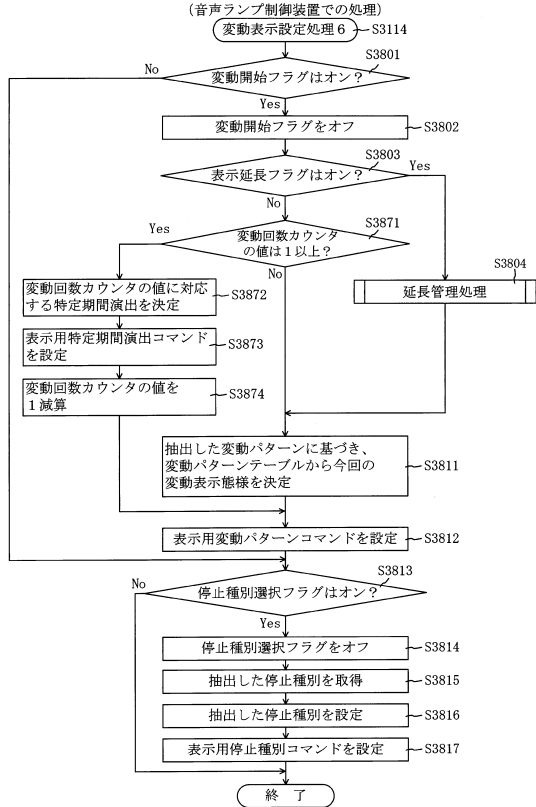 (音声ランプ制御装置での処理)
変動表示設定処理6
S3114
S3801
No
変動開始フラグはオン？
Yes
変動開始フラグをオフ
S3802
S3803
表示延長フラグはオン？
Yes
No
S3871
Yes
変動回数カウンタ
の値は1以上？
No
S3804
延長管理処理
変動回数カウンタの値に対応
する特定期間演出を決定
S3872
表示用特定期間演出コマンド
を設定
S3873
変動回数カウンタの値を
1減算
S3874
抽出した変動パターンに基づき、
変動パターンテーブルから今回の
変動表示態様を決定
S3811
表示用変動パターンコマンドを設定
S3812
S3813
No
停止種別選択フラグはオン？
Yes
停止種別選択フラグをオフ
S3814
抽出した停止種別を取得
S3815
抽出した停止種別を設定
S3816
表示用停止種別コマンドを設定
S3817
終 了